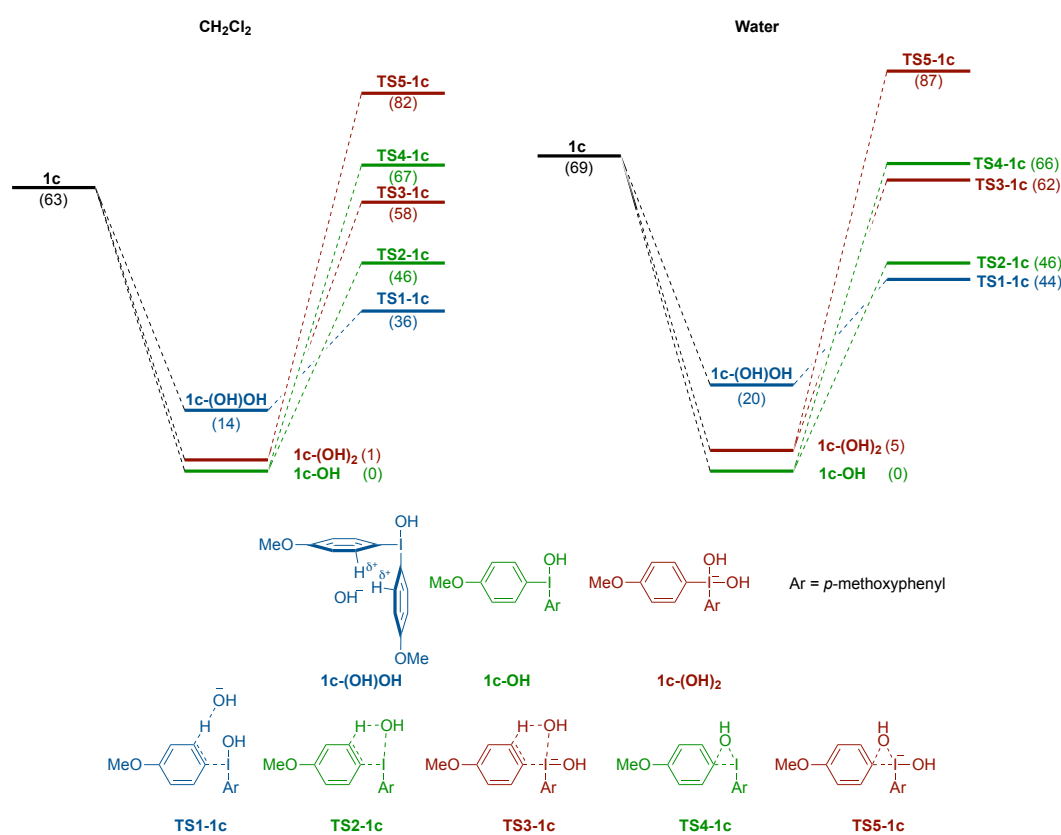 CH₂Cl₂
Water
TS5-1c
(82)
TS4-1c
(67)
TS3-1c
(58)
TS2-1c
(46)
TS1-1c
(36)
1c
(63)
1c-(OH)OH
(14)
1c-(OH)₂ (1)
1c-OH (0)
TS5-1c
(87)
1c
(69)
TS4-1c (66)
TS3-1c (62)
TS2-1c (46)
TS1-1c (44)
1c-(OH)OH
(20)
1c-(OH)₂ (5)
1c-OH (0)
OH
MeO
I
H δ+
H δ+
OH−
OMe
1c-(OH)OH
OH
MeO
I
Ar
1c-OH
OH
MeO
I− OH
Ar
1c-(OH)₂
Ar = p-methoxyphenyl
−
OH
H
OH
MeO
I
Ar
TS1-1c
H OH
MeO
I
Ar
TS2-1c
H OH
MeO
I− OH
Ar
TS3-1c
H
O
MeO
I
Ar
TS4-1c
H
O
MeO
I− OH
Ar
TS5-1c